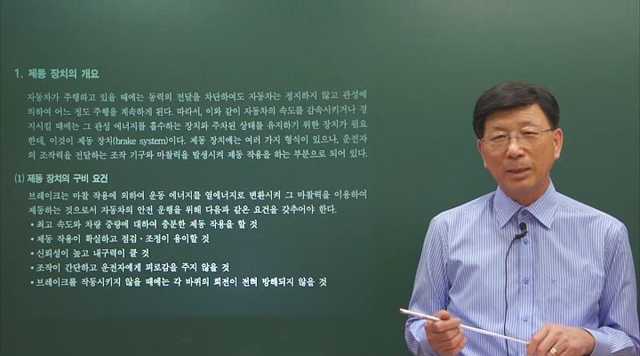 1. 제동 장치의 개요
자동차가 주행하고 있을 때에는 동력의 전달을 차단하여도 자동차는 정지하지 않고 관성에
의하여 어느 정도 주행을 계속하게 된다. 따라서, 이와 같이 자동차의 속도를 감속시키거나 정
지시킬 때에는 그 관성 에너지를 흡수하는 장치와 주차된 상태를 유지하기 위한 장치가 필요
한데, 이것이 제동 장치(brake system)이다. 제동 장치에는 여러 가지 형식이 있으나, 운전자
의 조작력을 전달하는 조작 기구와 마찰력을 발생시켜 제동 작용을 하는 부분으로 되어 있다.
(1) 제동 장치의 구비 요건
브레이크는 마찰 작용에 의하여 운동 에너지를 열에너지로 변환시켜 그 마찰력을 이용하여
제동하는 것으로서 자동차의 안전 운행을 위해 다음과 같은 요건을 갖추어야 한다.
• 최고 속도와 차량 중량에 대하여 충분한 제동 작용을 할 것
• 제동 작용이 확실하고 점검·조정이 용이할 것
• 신뢰성이 높고 내구력이 클 것
• 조작이 간단하고 운전자에게 피로감을 주지 않을 것
• 브레이크를 작동시키지 않을 때에는 각 바퀴의 회전이 전혀 방해되지 않을 것